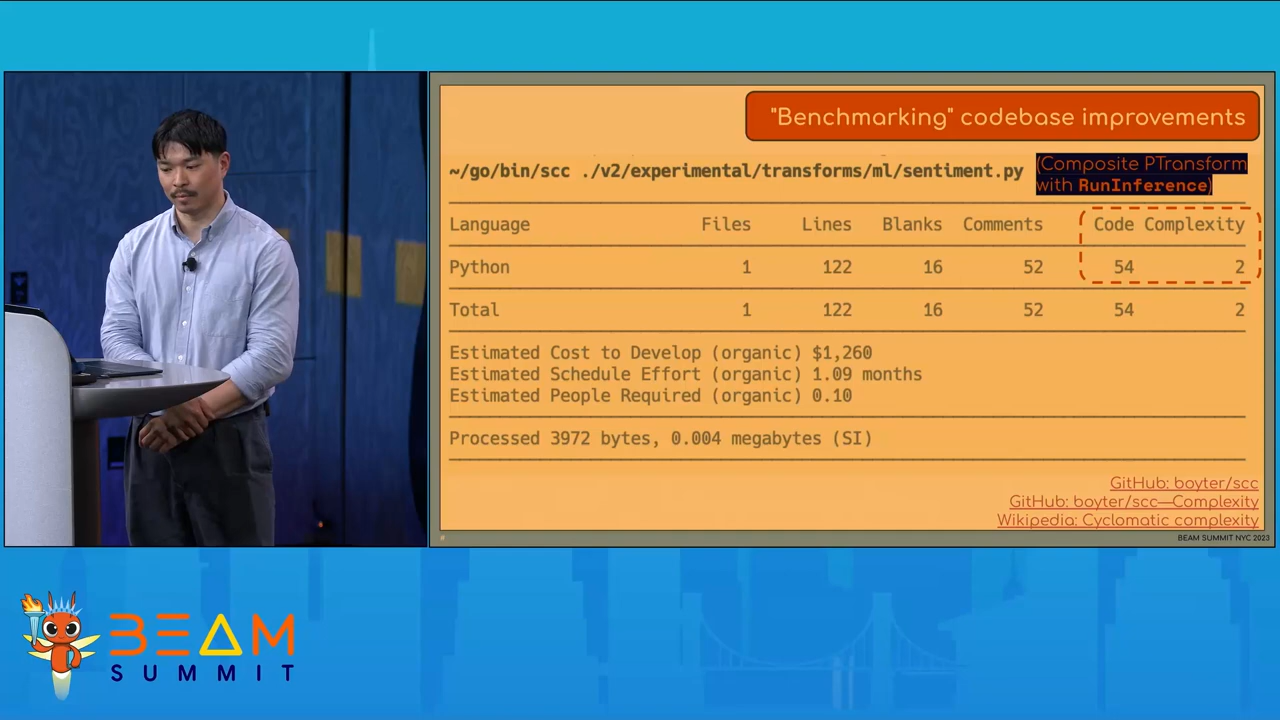 "Benchmarking" codebase improvements
~/go/bin/scc ./v2/experimental/transforms/ml/sentiment.py
(Composite PTransform
with RunInference)
Language Files Lines Blanks Comments Code Complexity
Python 1 122 16 52 54 2
Total 1 122 16 52 54 2
Estimated Cost to Develop (organic) $1,260
Estimated Schedule Effort (organic) 1.09 months
Estimated People Required (organic) 0.10
Processed 3972 bytes, 0.004 megabytes (SI)
GitHub: boyter/scc
GitHub: boyter/scc—Complexity
Wikipedia: Cyclomatic complexity
#
BEAM SUMMIT NYC 2023
BEAM
SUMMIT